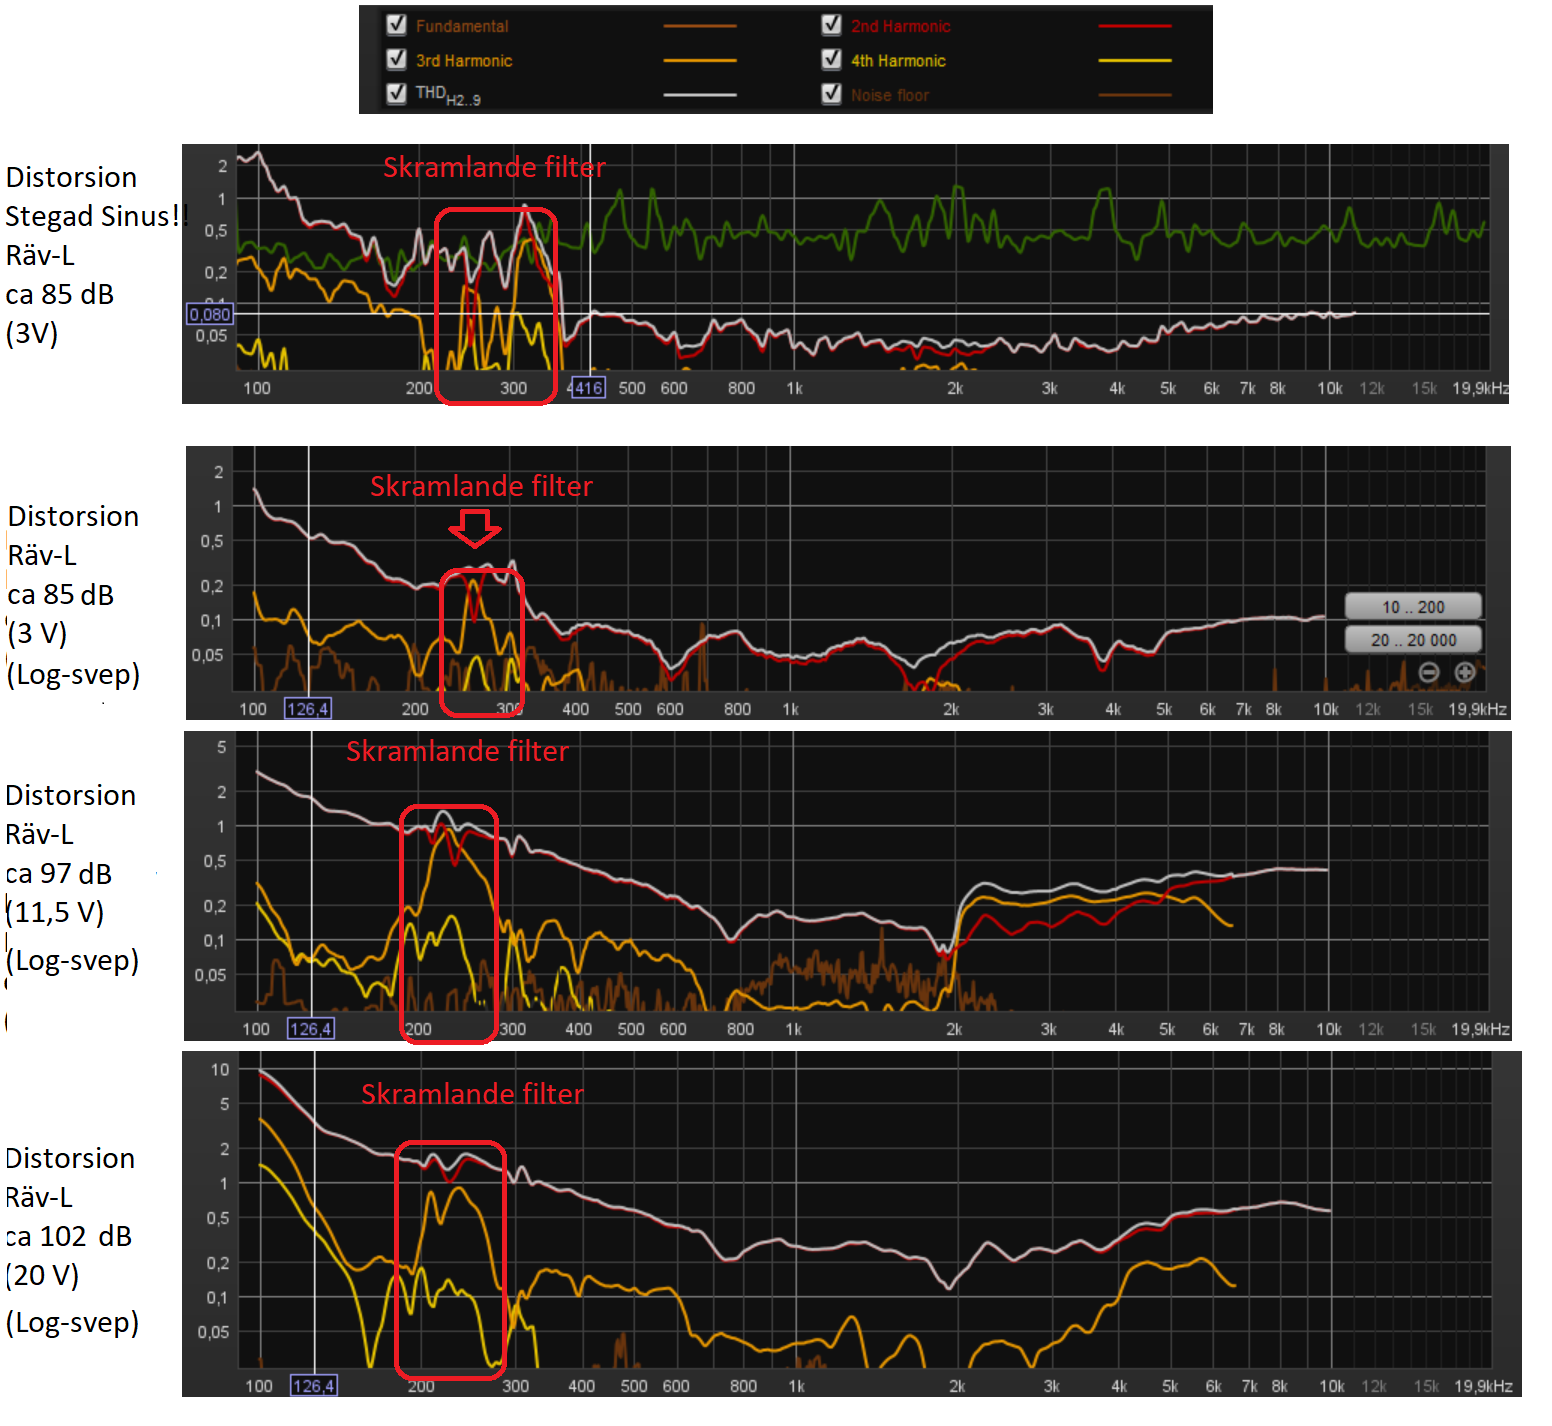 Fundamental 2nd Harmonic
3rd Harmonic 4th Harmonic
THD H2..9 Noise floor
Distorsion
Stegad Sinus!!
Räv-L
ca 85 dB
(3V)
Skramlande filter
2
1
0,5
0,2
0,1
0,080
0,05
100 200 300 4 416 500 600 800 1k 2k 3k 4k 5k 6k 7k 8k 10k 12k 15k 19,9kHz
Distorsion
Räv-L
ca 85 dB
(3 V)
(Log-svep)
Skramlande filter
2
1
0,5
0,2
0,1
0,05
10 .. 200
20 .. 20 000
100 126,4 200 300 400 500 600 800 1k 2k 3k 4k 5k 6k 7k 8k 10k 12k 15k 19,9kHz
Distorsion
Räv-L
ca 97 dB
(11,5 V)
(Log-svep)
Skramlande filter
5
2
1
0,5
0,2
0,1
0,05
100 126,4 200 300 400 500 600 800 1k 2k 3k 4k 5k 6k 7k 8k 10k 12k 15k 19,9kHz
Distorsion
Räv-L
ca 102 dB
(20 V)
(Log-svep)
Skramlande filter
10
5
2
1
0,5
0,2
0,1
0,05
100 126,4 200 300 400 500 600 800 1k 2k 3k 4k 5k 6k 7k 8k 10k 12k 15k 19,9kHz